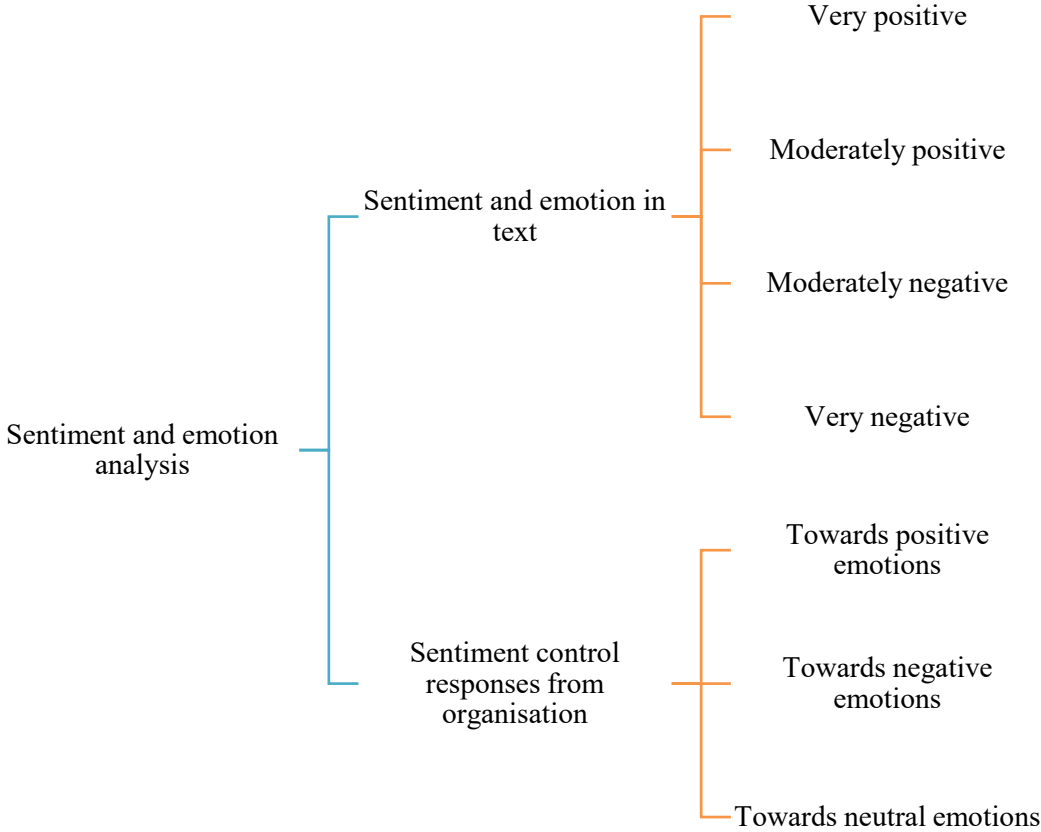 Very positive
Moderately positive
Sentiment and emotion in
text
Moderately negative
Very negative
Sentiment and emotion
analysis
Towards positive
emotions
Sentiment control
responses from
organisation
Towards negative
emotions
Towards neutral emotions